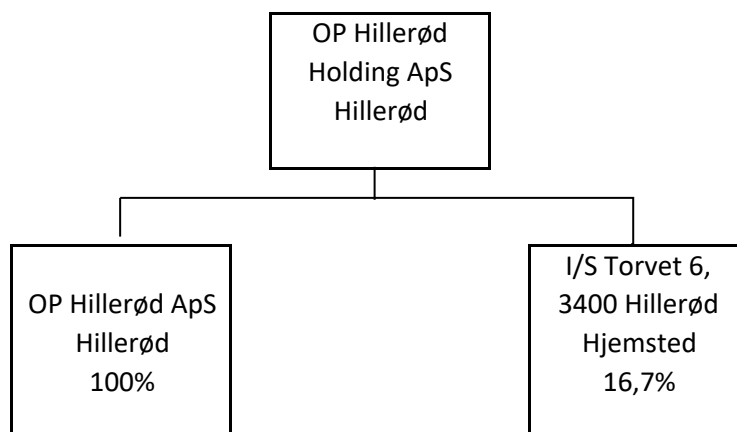 OP Hillerød
Holding ApS
Hillerød
OP Hillerød ApS
Hillerød
100%
I/S Torvet 6,
3400 Hillerød
Hjemsted
16,7%